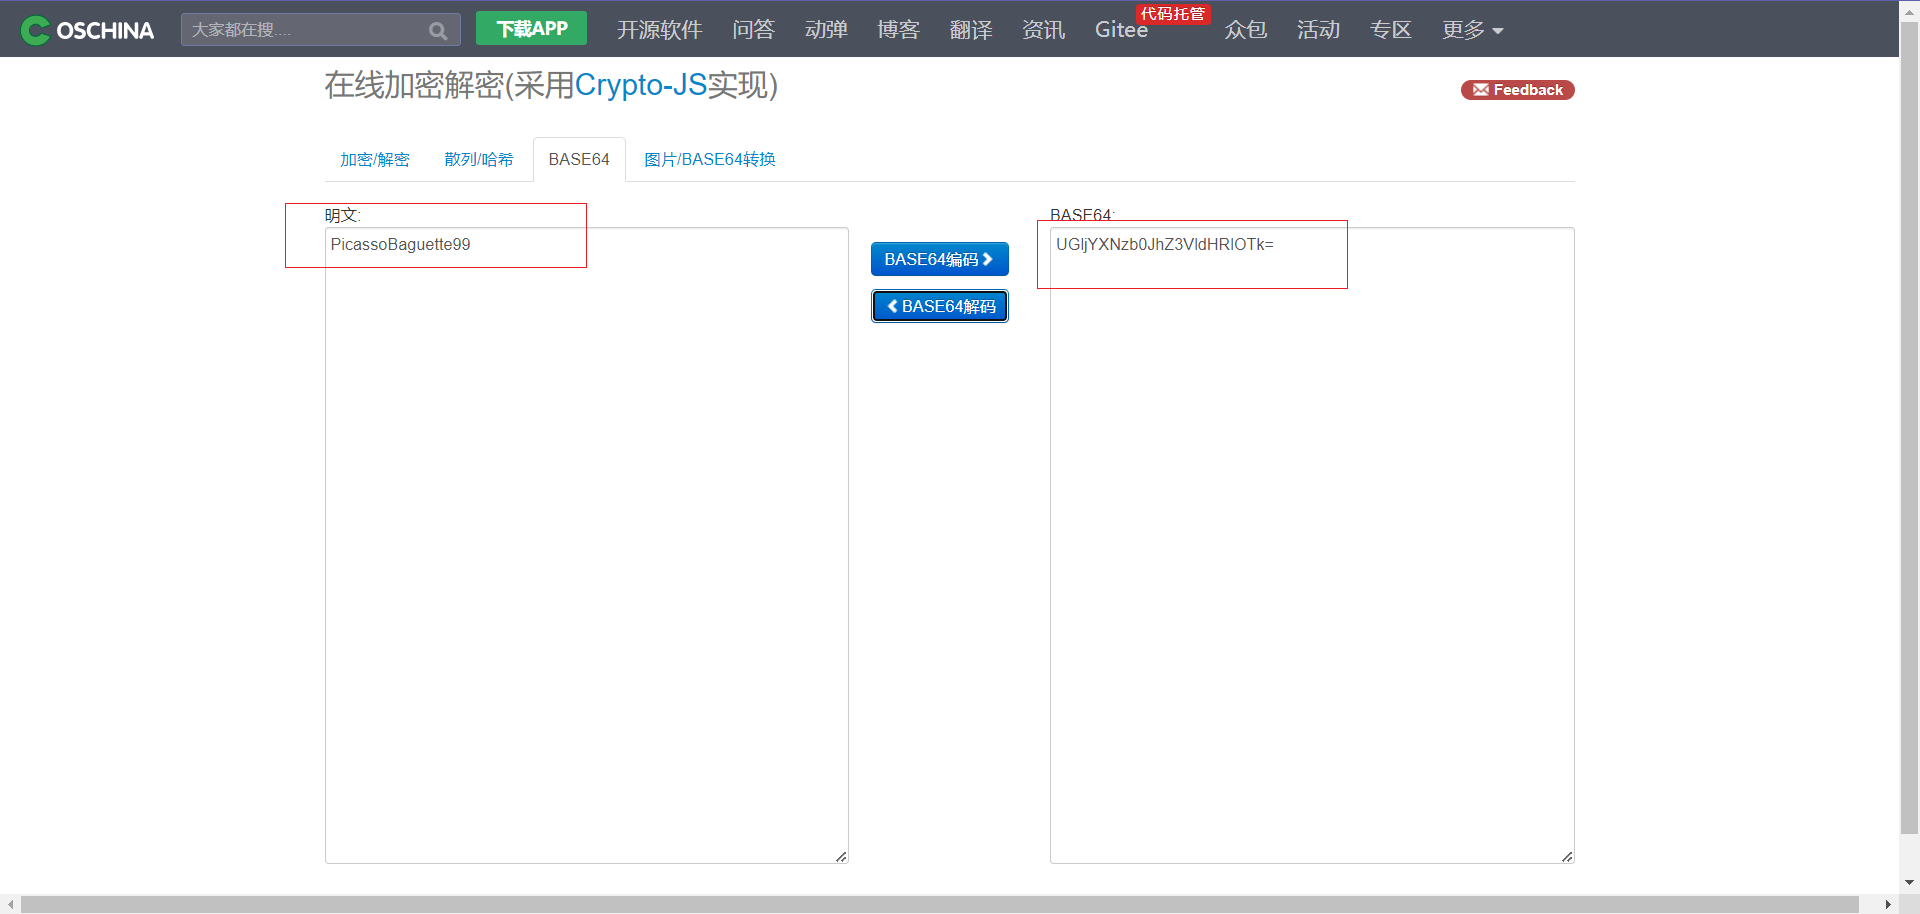 OSCHINA 大家都在搜.... 下载APP 开源软件 问答 动弹 博客 翻译 资讯 Gitee 代码托管 众包 活动 专区 更多
在线加密解密(采用Crypto-JS实现)
Feedback
加密/解密 散列/哈希 BASE64 图片/BASE64转换
明文:
BASE64:
PicassoBaguette99
UGljYXNzb0JhZ3VldHRlOTk=
BASE64编码
BASE64解码